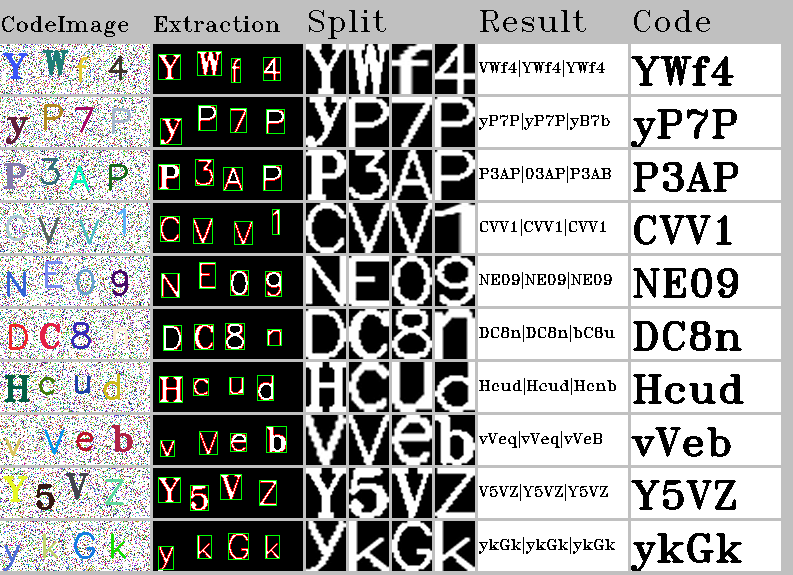 CodeImage Extraction Split Result Code
YWf4 YWf4 YWf4 VWf4|YWf4|YWf4 YWf4
yP7P yP7P yP7P yP7P|yP7P|yB7b yP7P
P3AP P3AP P3AP P3AP|03AP|P3AB P3AP
CVV1 CVV1 CVV1 CVV1|CVV1|CVV1 CVV1
NE09 NE09 NE09 NE09|NE09|NE09 NE09
DC8 DC8n DC8n DC8n|DC8n|bC8u DC8n
Hcud Hcud Hcud Hcud|Hcud|Hcnb Hcud
vVeb vVeb vVeb vVeq|vVeq|vVeB vVeb
Y5VZ Y5VZ Y5VZ V5VZ|Y5VZ|Y5VZ Y5VZ
ykGk ykGk ykGk ykGk|ykGk|ykGk ykGk